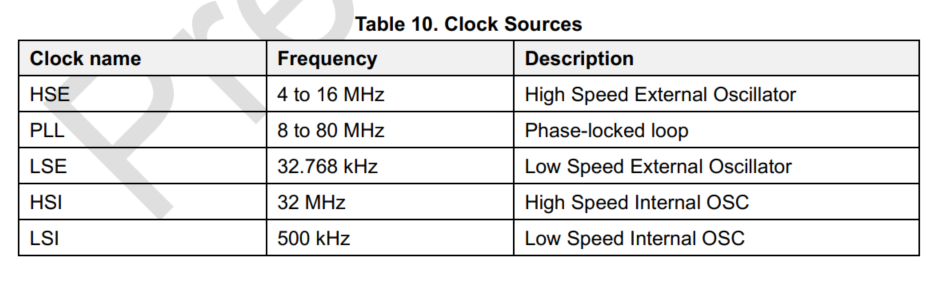 Table 10. Clock Sources
Clock name Frequency Description
HSE 4 to 16 MHz High Speed External Oscillator
PLL 8 to 80 MHz Phase-locked loop
LSE 32.768 kHz Low Speed External Oscillator
HSI 32 MHz High Speed Internal OSC
LSI 500 kHz Low Speed Internal OSC
Pre